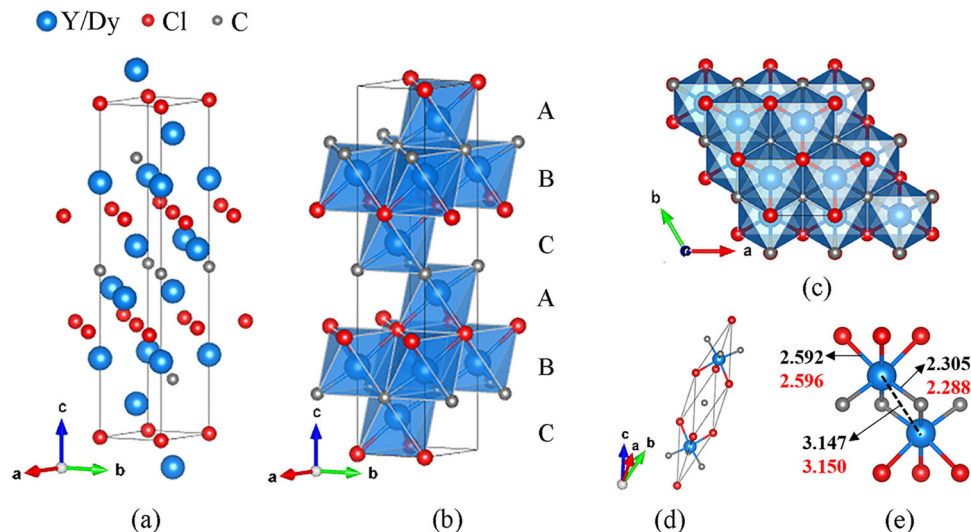 Y/Dy Cl C
c
a b
(a)
A
B
C
A
B
C
c
a b
(b)
b
a
(c)
c
a b
(d)
2.592
2.596
2.305
2.288
3.147
3.150
(e)